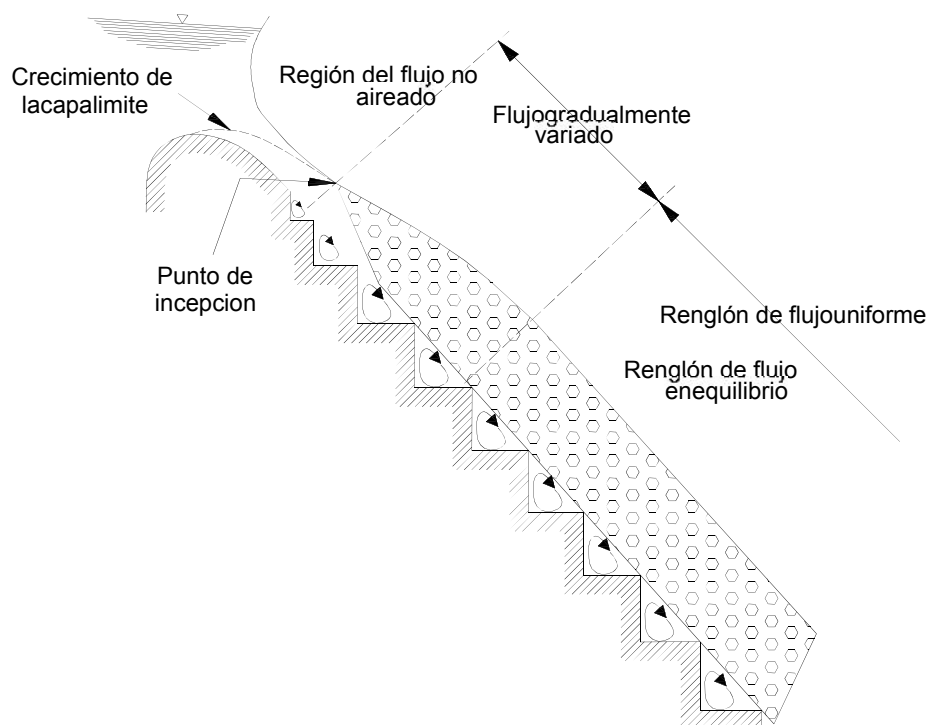 Crecimiento de
lacapalimite
Región del flujo no
aireado
Flujogradualmente
variado
Punto de
incepcion
Renglón de flujouniforme
Renglón de flujo
enequilibrio